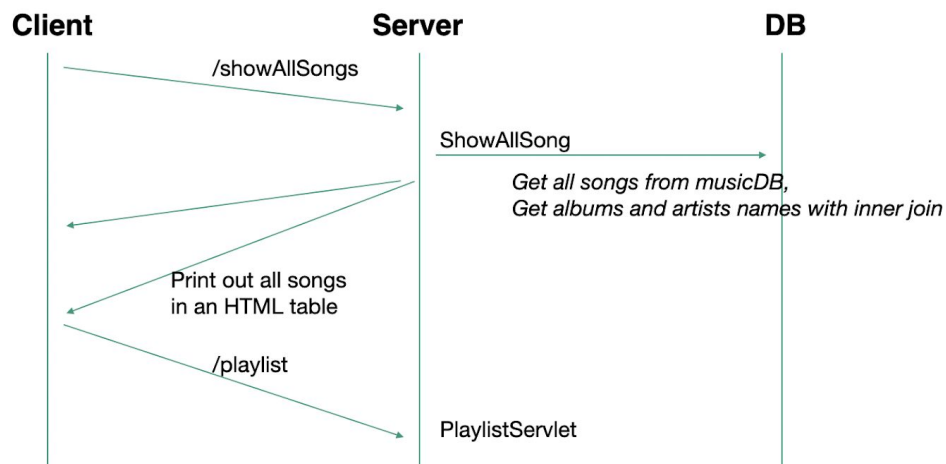 Client
Server
DB
/showAllSongs
ShowAllSong
Get all songs from musicDB,
Get albums and artists names with inner join
Print out all songs
in an HTML table
/playlist
PlaylistServlet